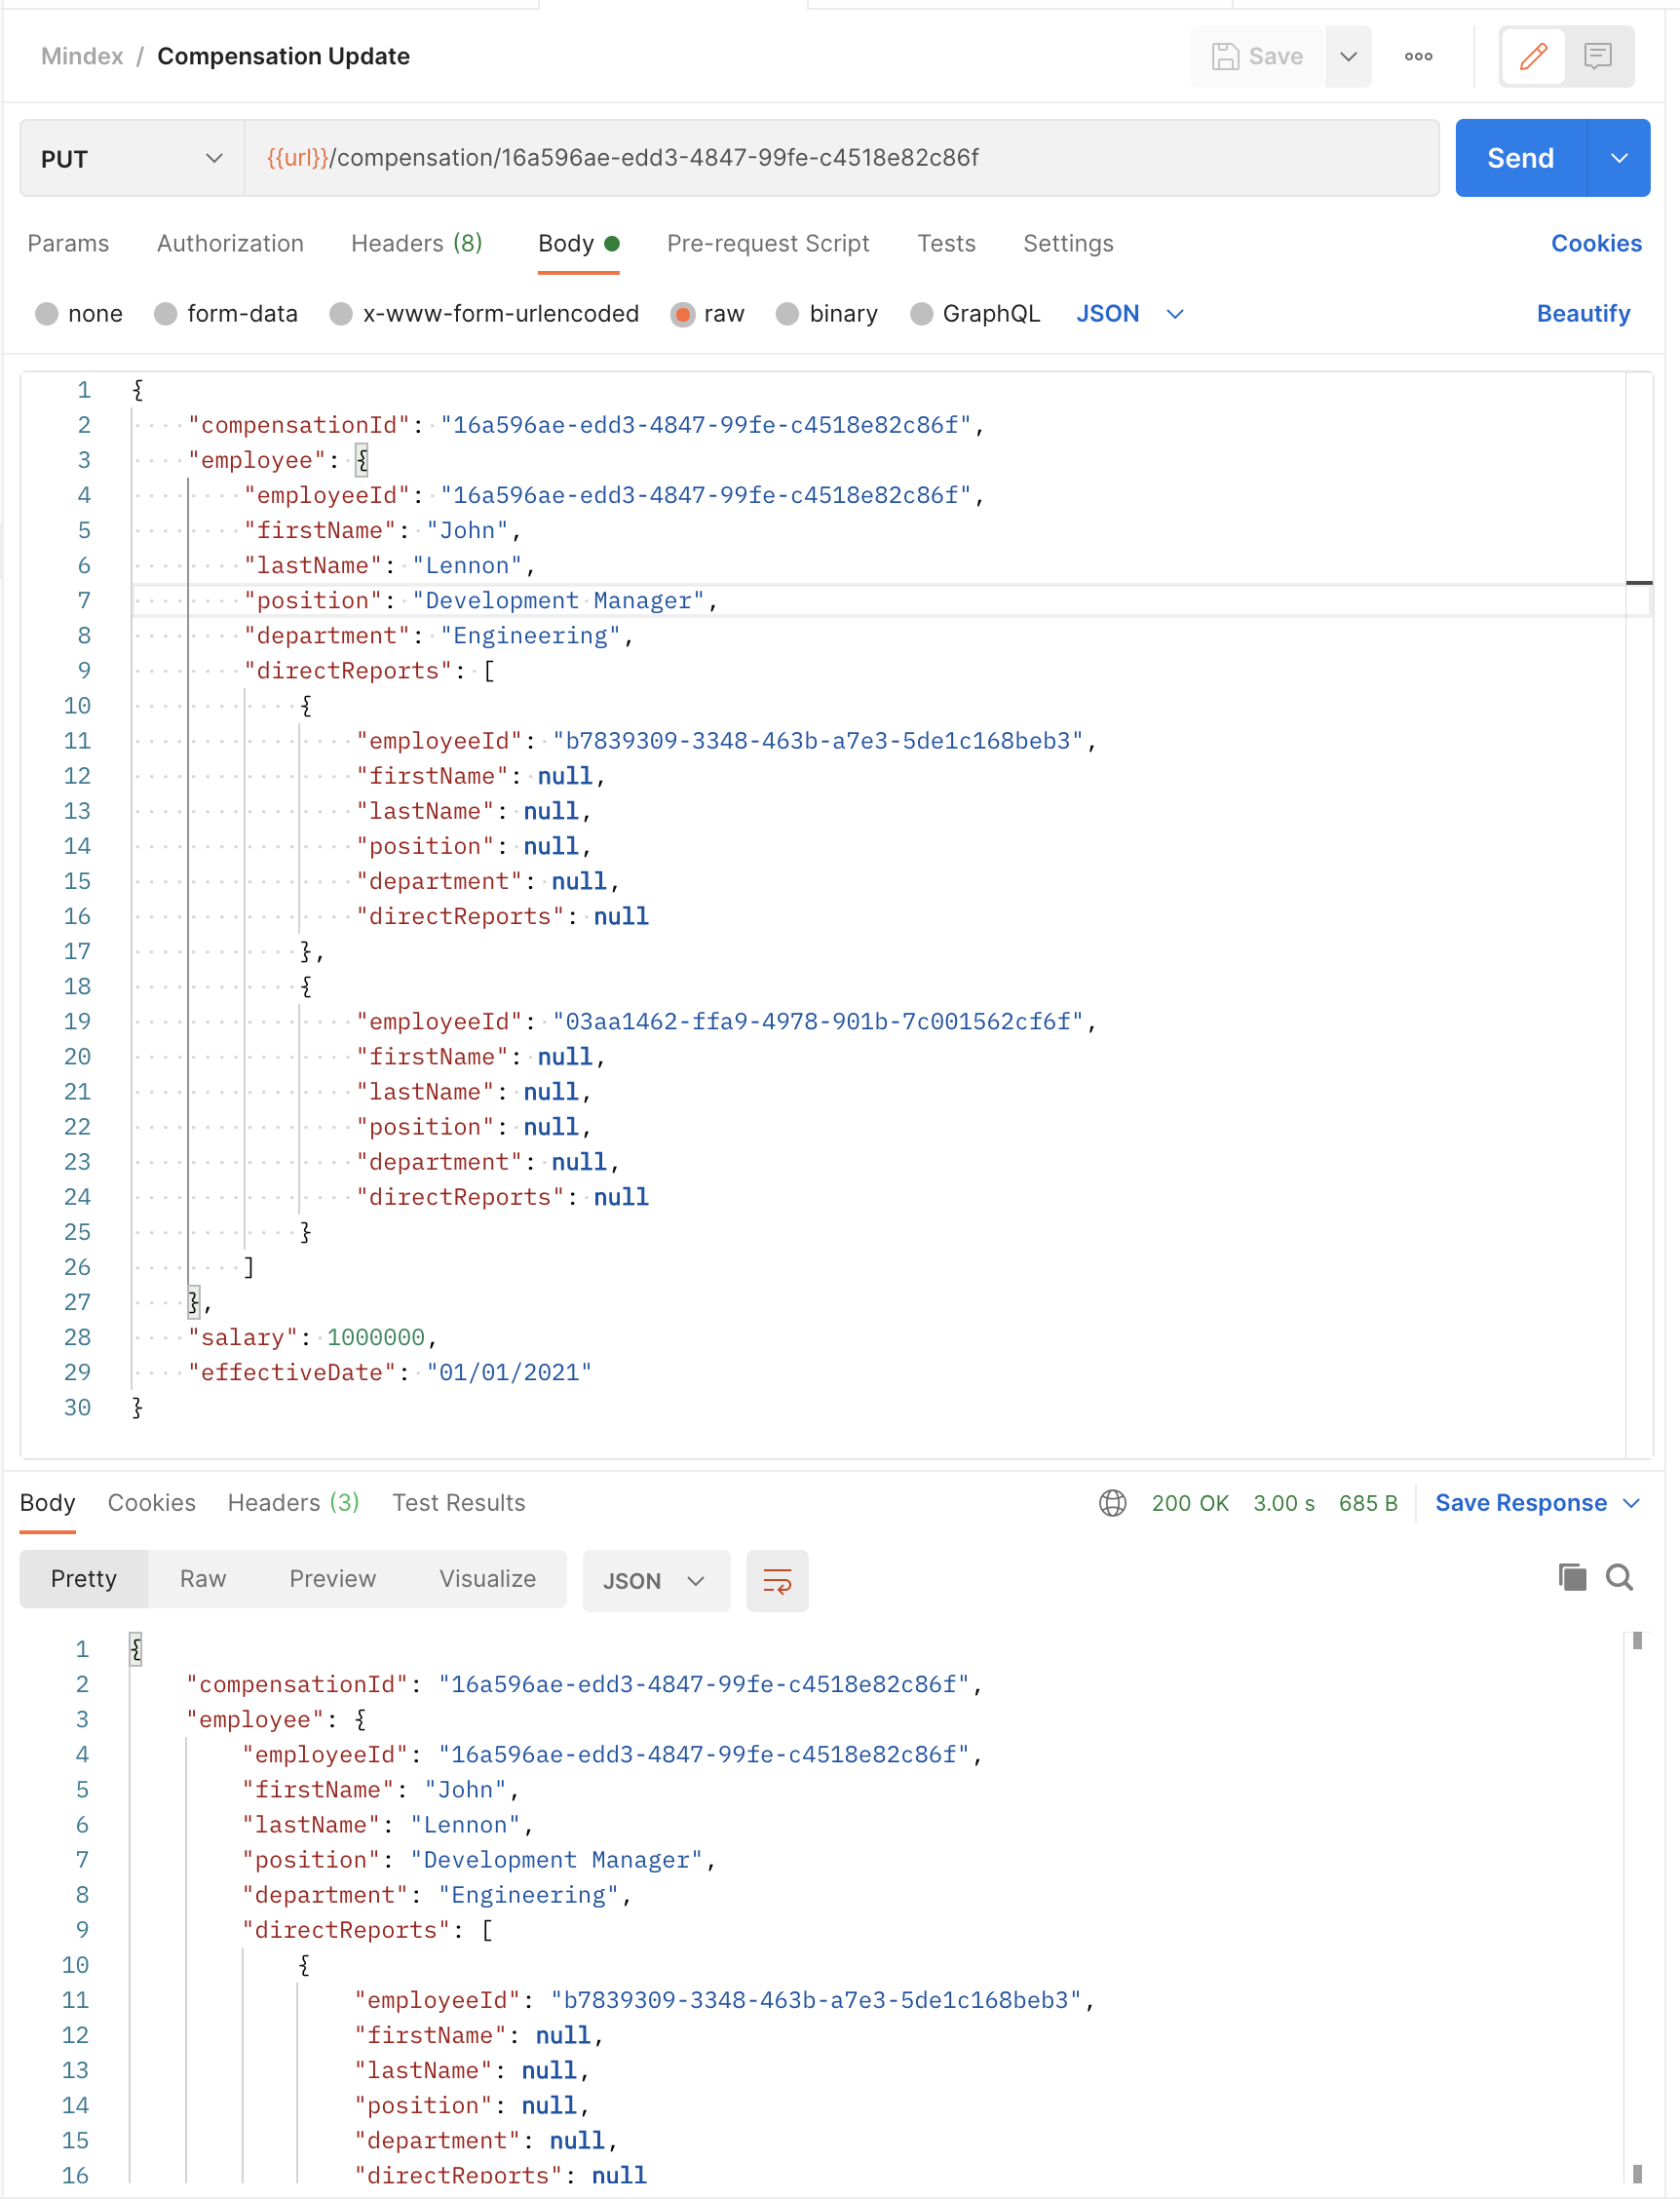 Mindex / Compensation Update
Save
PUT
{{url}}/compensation/16a596ae-edd3-4847-99fe-c4518e82c86f
Send
Params Authorization Headers (8) Body Pre-request Script Tests Settings Cookies
none form-data x-www-form-urlencoded raw binary GraphQL JSON Beautify
1 {
2 "compensationId": "16a596ae-edd3-4847-99fe-c4518e82c86f",
3 "employee": {
4 "employeeId": "16a596ae-edd3-4847-99fe-c4518e82c86f",
5 "firstName": "John",
6 "lastName": "Lennon",
7 "position": "Development Manager",
8 "department": "Engineering",
9 "directReports": [
10 {
11 "employeeId": "b7839309-3348-463b-a7e3-5de1c168beb3",
12 "firstName": null,
13 "lastName": null,
14 "position": null,
15 "department": null,
16 "directReports": null
17 },
18 {
19 "employeeId": "03aa1462-ffa9-4978-901b-7c001562cf6f",
20 "firstName": null,
21 "lastName": null,
22 "position": null,
23 "department": null,
24 "directReports": null
25 }
26 ]
27 },
28 "salary": 1000000,
29 "effectiveDate": "01/01/2021"
30 }
Body Cookies Headers (3) Test Results 200 OK 3.00 s 685 B Save Response
Pretty Raw Preview Visualize JSON
1 {
2 "compensationId": "16a596ae-edd3-4847-99fe-c4518e82c86f",
3 "employee": {
4 "employeeId": "16a596ae-edd3-4847-99fe-c4518e82c86f",
5 "firstName": "John",
6 "lastName": "Lennon",
7 "position": "Development Manager",
8 "department": "Engineering",
9 "directReports": [
10 {
11 "employeeId": "b7839309-3348-463b-a7e3-5de1c168beb3",
12 "firstName": null,
13 "lastName": null,
14 "position": null,
15 "department": null,
16 "directReports": null